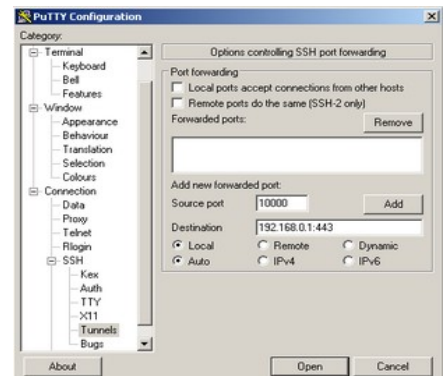 PuTTY Configuration
Category:
Terminal
Keyboard
Bell
Features
Window
Appearance
Behaviour
Translation
Selection
Colours
Connection
Data
Proxy
Telnet
Rlogin
SSH
Kex
Auth
TTY
X11
Tunnels
Bugs
Options controlling SSH port forwarding
Port forwarding
Local ports accept connections from other hosts
Remote ports do the same (SSH-2 only)
Forwarded ports:
Remove
Add new forwarded port:
Source port 10000 Add
Destination 192.168.0.1:443
Local Remote Dynamic
Auto IPv4 IPv6
About Open Cancel